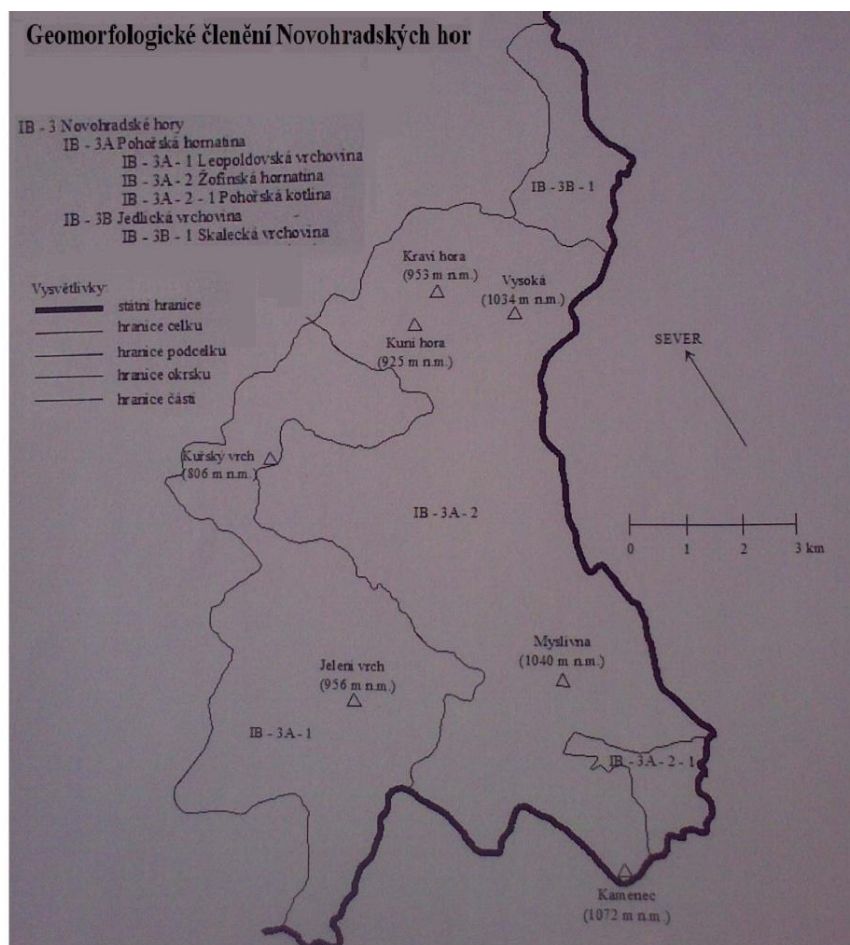 Geomorfologické členění Novohradských hor
IB - 3 Novohradské hory
IB - 3A Pohořská hornatina
IB - 3A - 1 Leopoldovská vrchovina
IB - 3A - 2 Žofínská hornatina
IB - 3A - 2 - 1 Pohořská kotlina
IB - 3B Jedlická vrchovina
IB - 3B - 1 Skalecká vrchovina
Vysvětlivky:
státní hranice
hranice celku
hranice podcelku
hranice okrsku
hranice části
IB - 3B - 1
Kraví hora
(953 m n.m.)
Vysoká
(1034 m n.m.)
Kuní hora
(925 m n.m.)
SEVER
Kuřský vrch
(806 m n.m.)
IB - 3A - 2
0 1 2 3 km
Myslivna
(1040 m n.m.)
Jelení vrch
(956 m n.m.)
IB - 3A - 1
IB - 3A - 2 - 1
Kamenec
(1072 m n.m.)